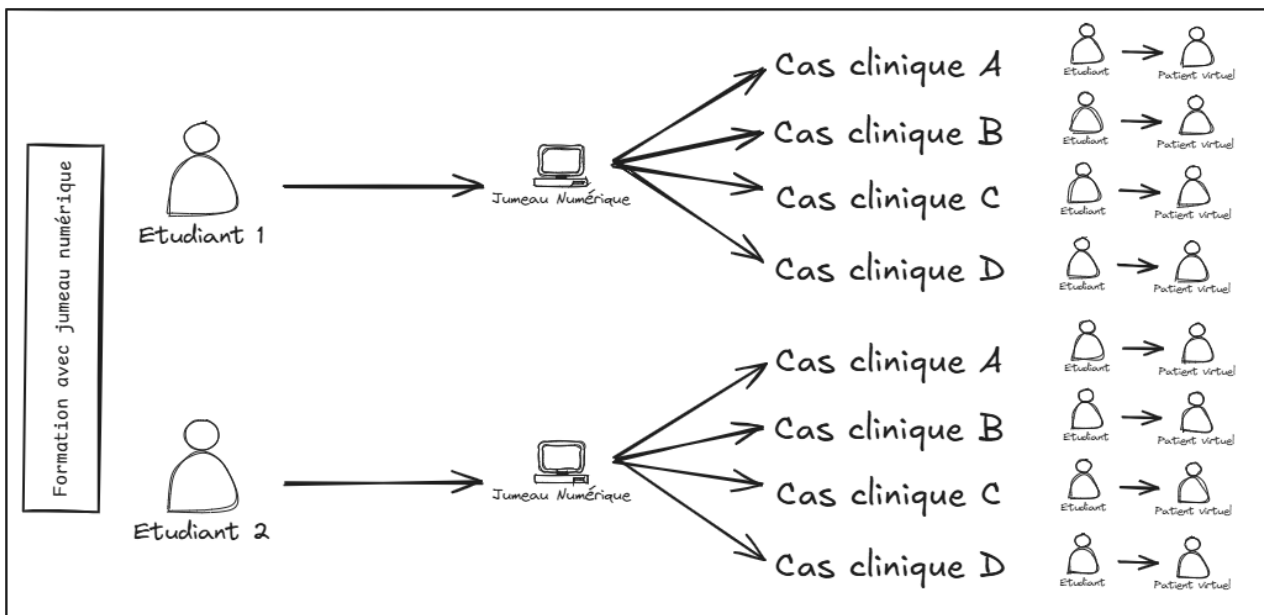 Formation avec jumeau numérique
Etudiant 1
Jumeau Numérique
Cas clinique A
Etudiant
Patient virtuel
Cas clinique B
Etudiant
Patient virtuel
Cas clinique C
Etudiant
Patient virtuel
Cas clinique D
Etudiant
Patient virtuel
Etudiant 2
Jumeau Numérique
Cas clinique A
Etudiant
Patient virtuel
Cas clinique B
Etudiant
Patient virtuel
Cas clinique C
Etudiant
Patient virtuel
Cas clinique D
Etudiant
Patient virtuel